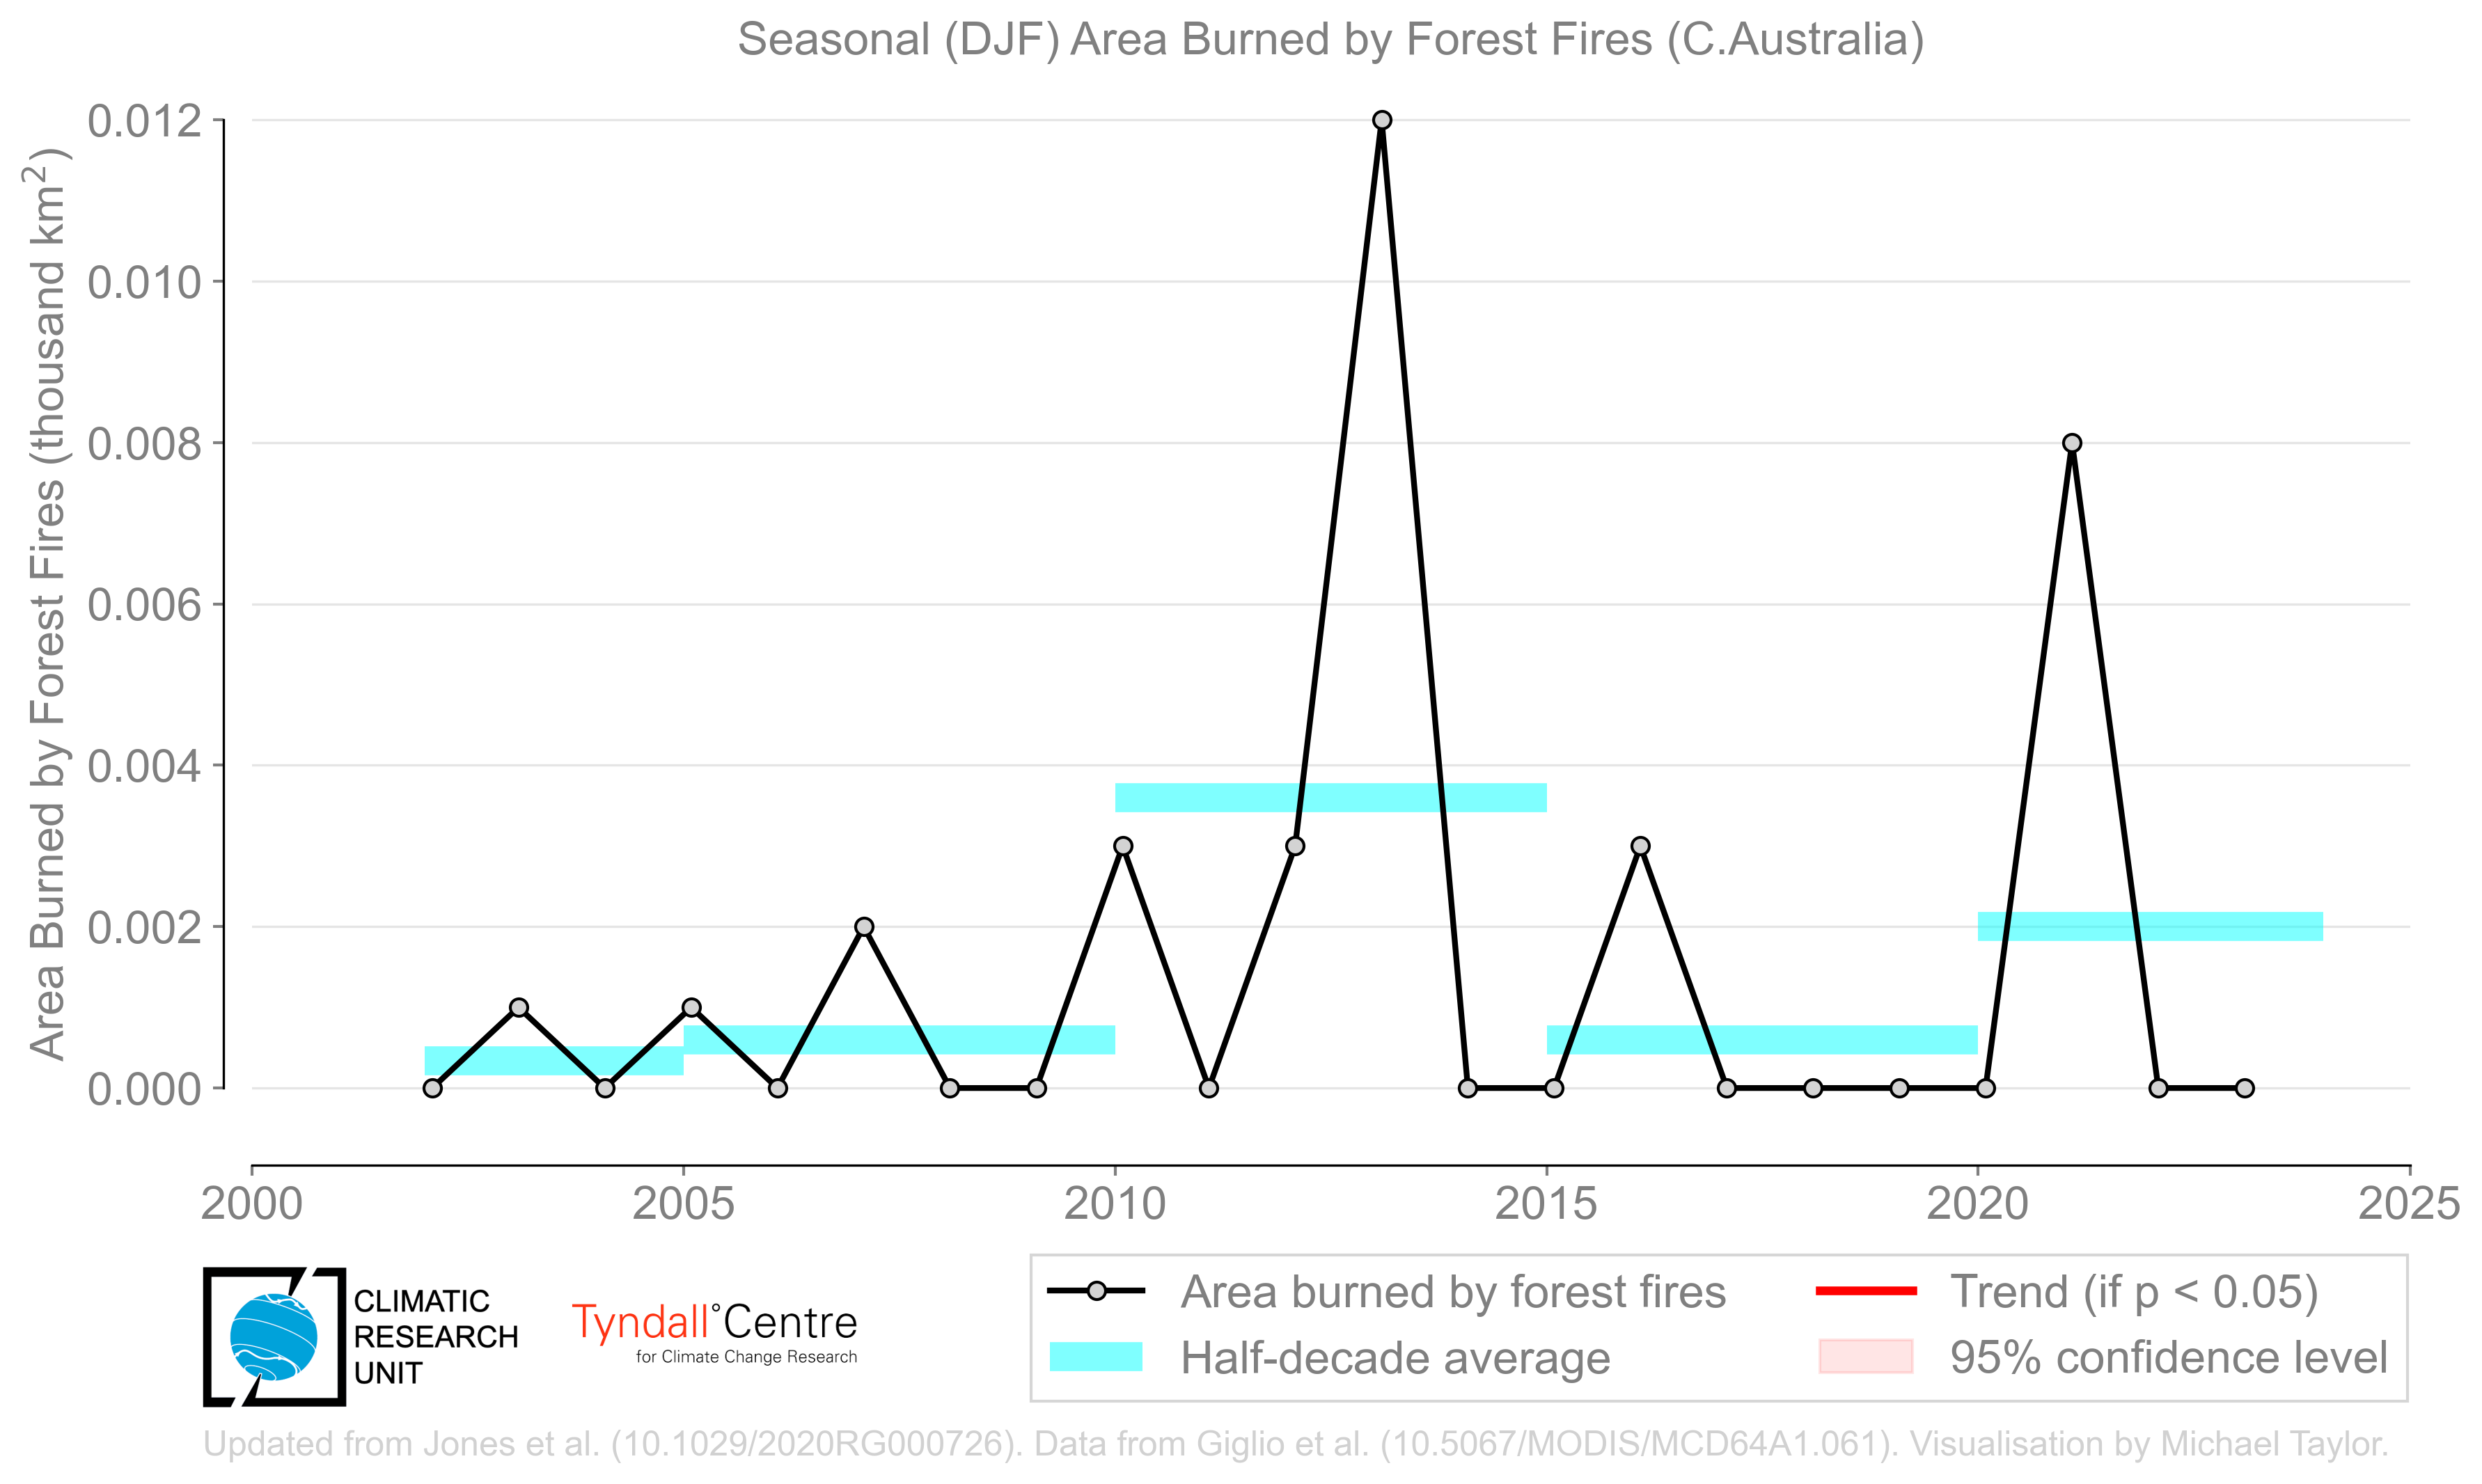 Seasonal (DJF) Area Burned by Forest Fires (C.Australia)
Area Burned by Forest Fires (thousand km²)
0.012
0.010
0.008
0.006
0.004
0.002
0.000
2000 2005 2010 2015 2020 2025
CLIMATIC
RESEARCH
UNIT
Tyndall°Centre
for Climate Change Research
Area burned by forest fires
Half-decade average
Trend (if p < 0.05)
95% confidence level
Updated from Jones et al. (10.1029/2020RG000726). Data from Giglio et al. (10.5067/MODIS/MCD64A1.061). Visualisation by Michael Taylor.